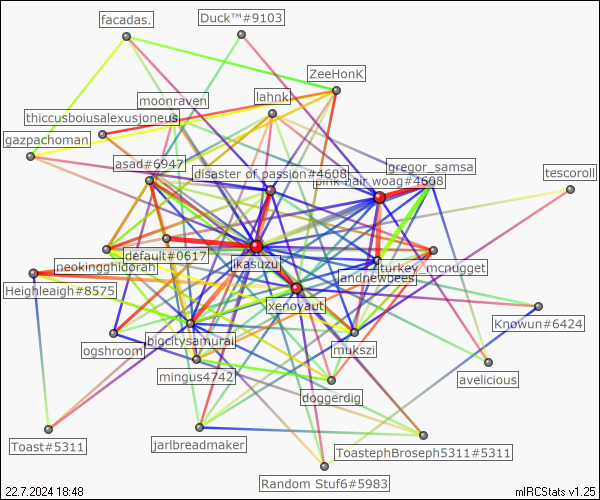 facadas.
Duck™#9103
ZeeHonK
moonraven
lahnk
thiccusboiusalexusjoneus
gazpachoman
asad#6947
disaster of passion#4608
gregor_samsa
pink hair woag#4608
tescoroll
default#0617
ikasuzu
neokingghidorah
turkey_mcnugget
jandnewbees
Heighleaigh#8575
xenoyaut
Knowun#6424
bigcitysamurai
ogshroom
mukszi
mingus4742
avelicious
doggerdig
Toast#5311
jarlbreadmaker
ToastephBroseph5311#5311
Random Stuf6#5983
22.7.2024 18:48
mIRCStats v1.25